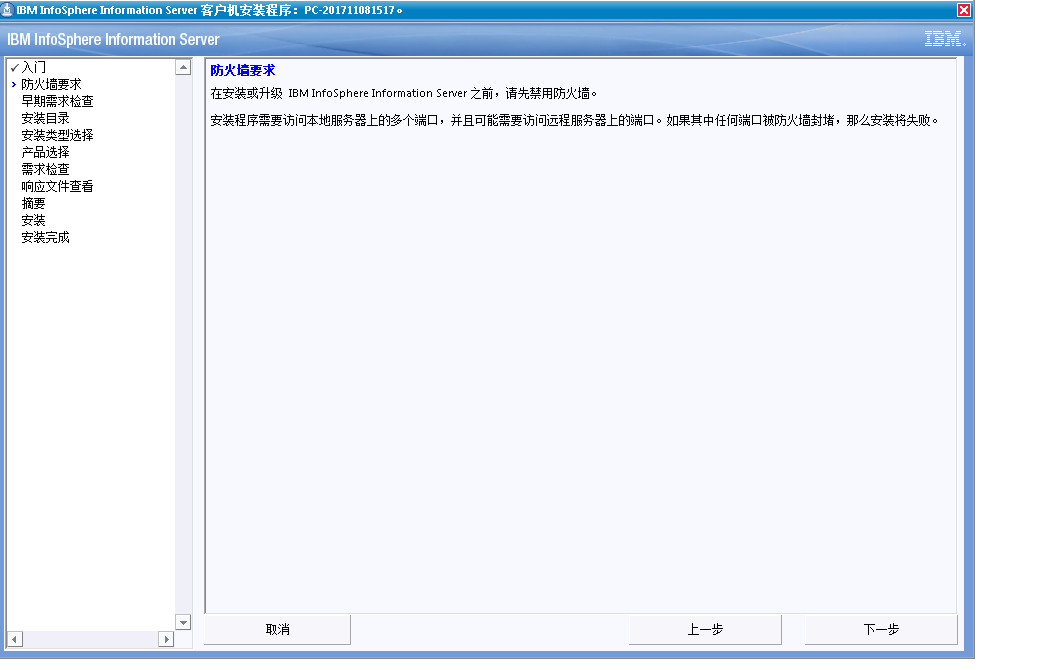 IBM InfoSphere Information Server 客户机安装程序：PC-201711081517。
IBM InfoSphere Information Server
IBM.
入门
防火墙要求
早期需求检查
安装目录
安装类型选择
产品选择
需求检查
响应文件查看
摘要
安装
安装完成
防火墙要求
在安装或升级 IBM InfoSphere Information Server 之前，请先禁用防火墙。
安装程序需要访问本地服务器上的多个端口，并且可能需要访问远程服务器上的端口。如果其中任何端口被防火墙封堵，那么安装将失败。
取消
上一步
下一步